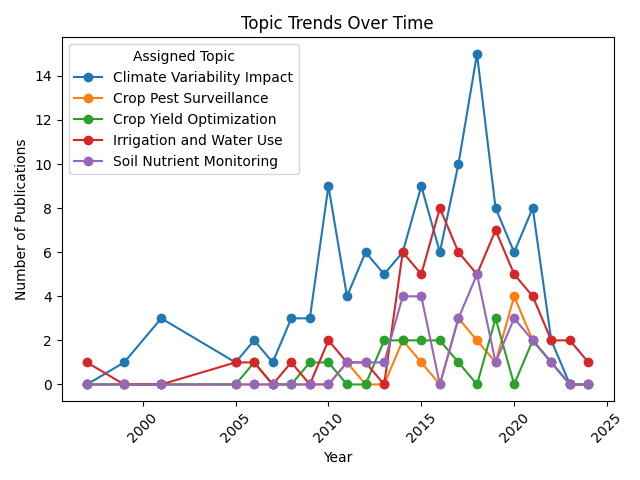 Topic Trends Over Time
Assigned Topic
Climate Variability Impact
Crop Pest Surveillance
Crop Yield Optimization
Irrigation and Water Use
Soil Nutrient Monitoring
Number of Publications
14
12
10
8
6
4
2
0
2000
2005
2010
2015
2020
2025
Year